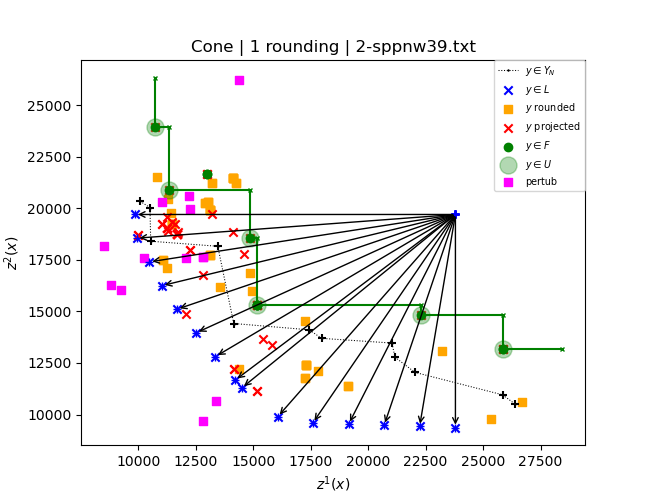 Cone | 1 rounding | 2-sppnw39.txt
z²(x)
25000
22500
20000
17500
15000
12500
10000
y ∈ Y_N
y ∈ L
y rounded
y projected
y ∈ F
y ∈ U
pertub
10000 12500 15000 17500 20000 22500 25000 27500
z¹(x)